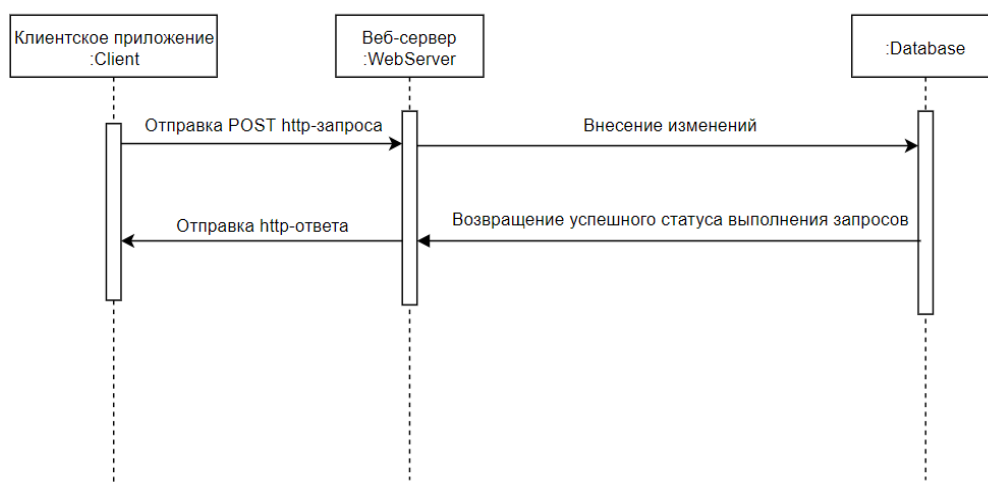 Клиентское приложение
:Client
Веб-сервер
:WebServer
:Database
Отправка POST http-запроса
Внесение изменений
Отправка http-ответа
Возвращение успешного статуса выполнения запросов